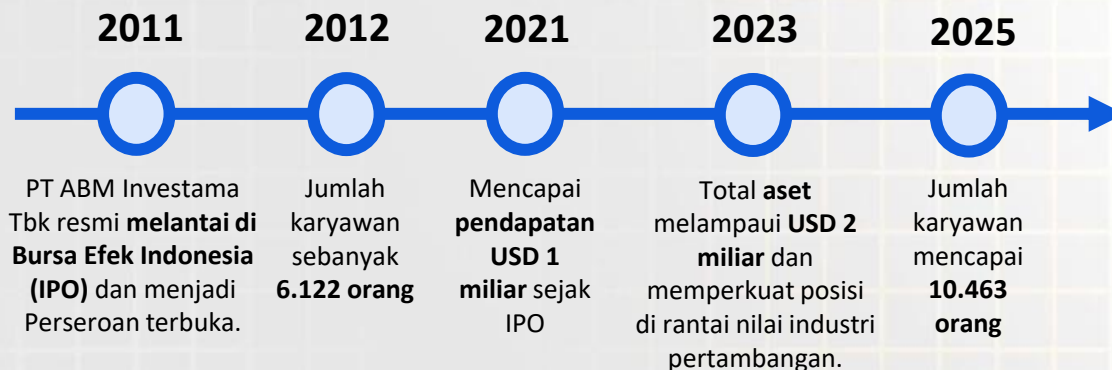 2011
PT ABM Investama
Tbk resmi melantai di
Bursa Efek Indonesia
(IPO) dan menjadi
Perseroan terbuka.
2012
Jumlah
karyawan
sebanyak
6.122 orang
2021
Mencapai
pendapatan
USD 1
miliar sejak
IPO
2023
Total aset
melampaui USD 2
miliar dan
memperkuat posisi
di rantai nilai industri
pertambangan.
2025
Jumlah
karyawan
mencapai
10.463
orang